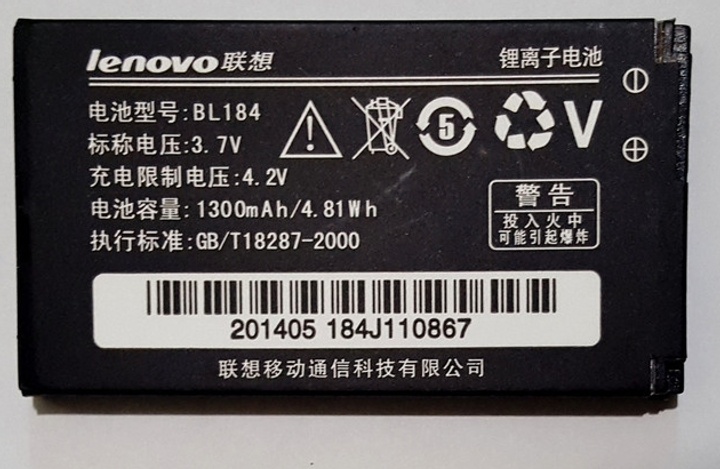 lenovo联想 锂离子电池
电池型号:BL184
标称电压:3.7V
充电限制电压:4.2V
电池容量:1300mAh/4.81Wh
执行标准:GB/T18287-2000
5
V
警告
投入火中
可能引起爆炸
201405 184J110867
联想移动通信科技有限公司